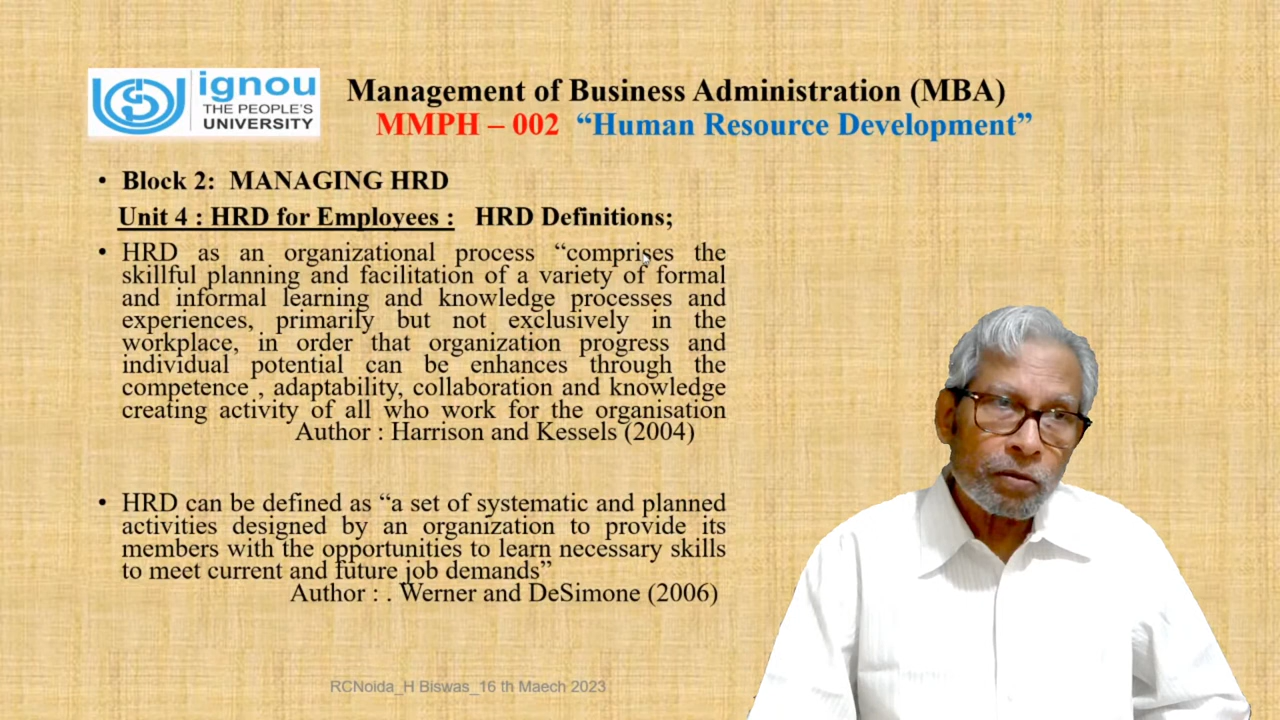 ignou
THE PEOPLE'S
UNIVERSITY
Management of Business Administration (MBA)
MMPH – 002 “Human Resource Development”
• Block 2: MANAGING HRD
Unit 4 : HRD for Employees : HRD Definitions;
• HRD as an organizational process “comprises the
skillful planning and facilitation of a variety of formal
and informal learning and knowledge processes and
experiences, primarily but not exclusively in the
workplace, in order that organization progress and
individual potential can be enhances through the
competence , adaptability, collaboration and knowledge
creating activity of all who work for the organisation
Author : Harrison and Kessels (2004)
• HRD can be defined as “a set of systematic and planned
activities designed by an organization to provide its
members with the opportunities to learn necessary skills
to meet current and future job demands”
Author : . Werner and DeSimone (2006)
RCNoida_H Biswas_16 th Maech 2023